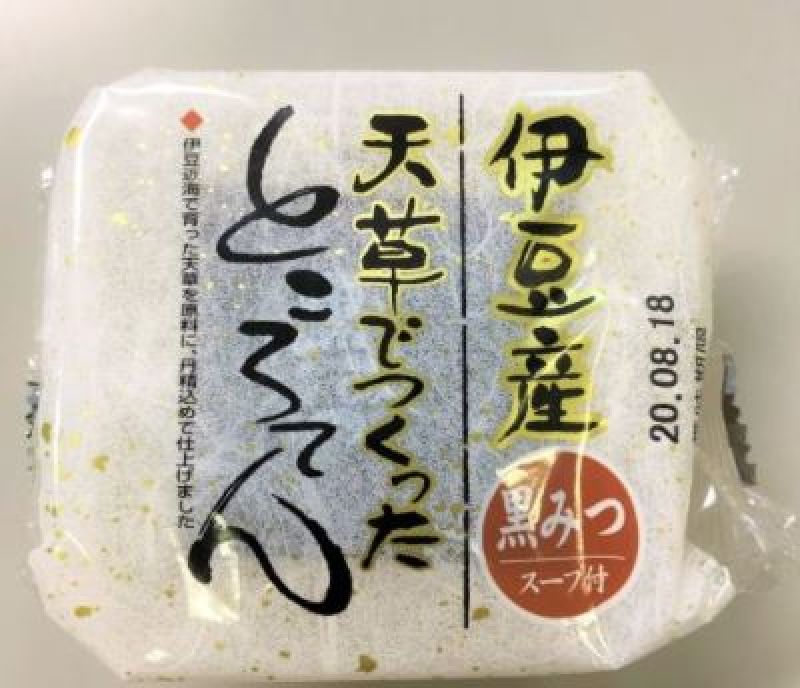 伊豆産
天草でつくった
ところてん
◆伊豆近海で育った天草を原料に、丹精込めて仕上げました
黒みつ
スープ付
20.08.18